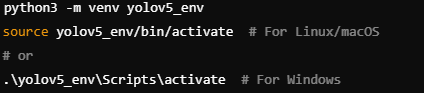 python3 -m venv yolov5_env
source yolov5_env/bin/activate  # For Linux/macOS
# or
.\yolov5_env\Scripts\activate  # For Windows